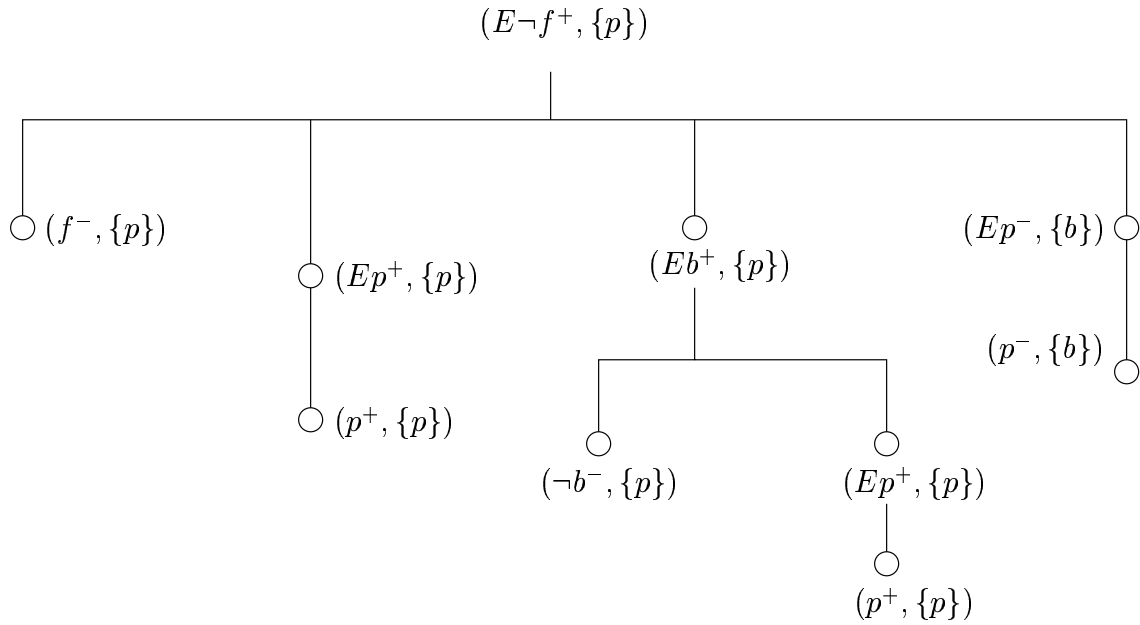 (E¬f⁺, {p})
(f⁻, {p})
(Ep⁺, {p})
(Eb⁺, {p})
(Ep⁻, {b})
(p⁻, {b})
(p⁺, {p})
(¬b⁻, {p})
(Ep⁺, {p})
(p⁺, {p})